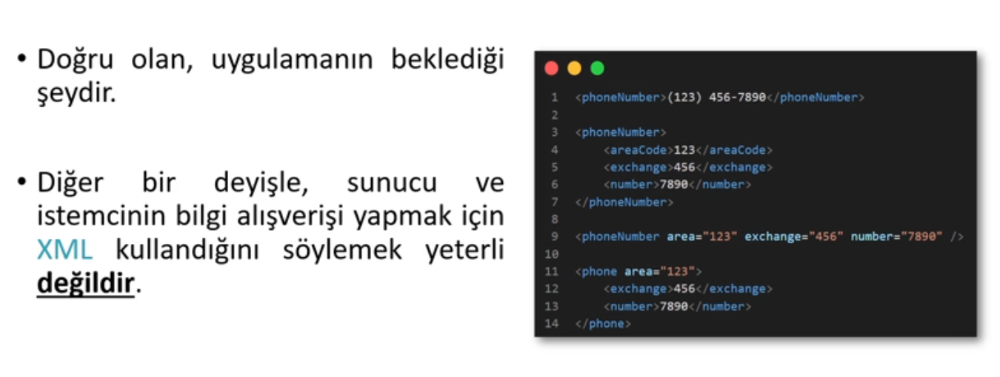 • Doğru olan, uygulamanın beklediği
şeydir.
• Diğer bir deyişle, sunucu ve
istemcinin bilgi alışverişi yapmak için
XML kullandığını söylemek yeterli
değildir.
1 <phoneNumber>(123) 456-7890</phoneNumber>
2
3 <phoneNumber>
4     <areaCode>123</areaCode>
5     <exchange>456</exchange>
6     <number>7890</number>
7 </phoneNumber>
8
9 <phoneNumber area="123" exchange="456" number="7890" />
10
11 <phone area="123">
12     <exchange>456</exchange>
13     <number>7890</number>
14 </phone>